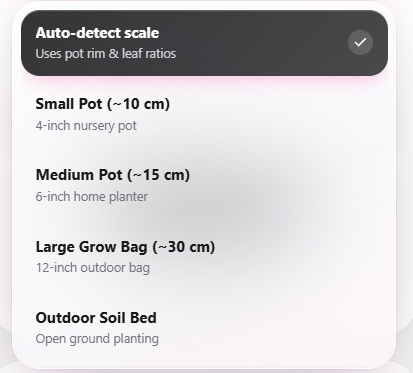 Auto-detect scale
Uses pot rim & leaf ratios
Small Pot (~10 cm)
4-inch nursery pot
Medium Pot (~15 cm)
6-inch home planter
Large Grow Bag (~30 cm)
12-inch outdoor bag
Outdoor Soil Bed
Open ground planting